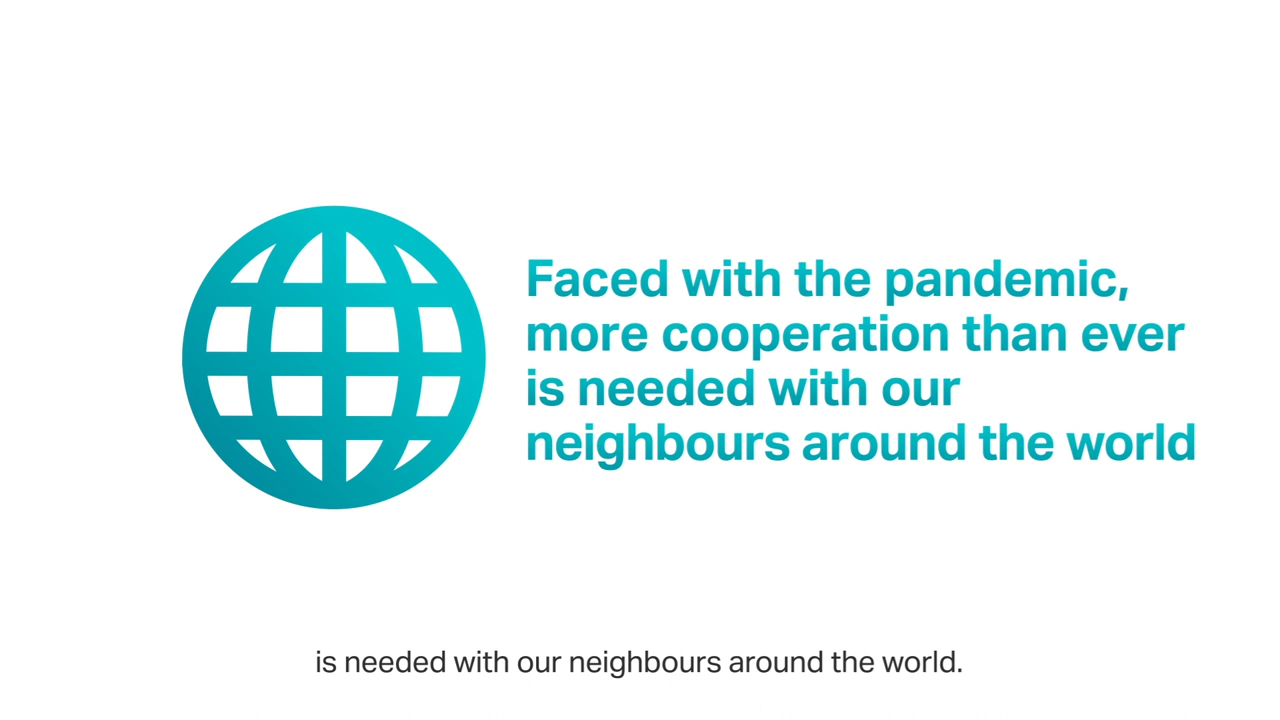 Faced with the pandemic,
more cooperation than ever
is needed with our
neighbours around the world
is needed with our neighbours around the world.